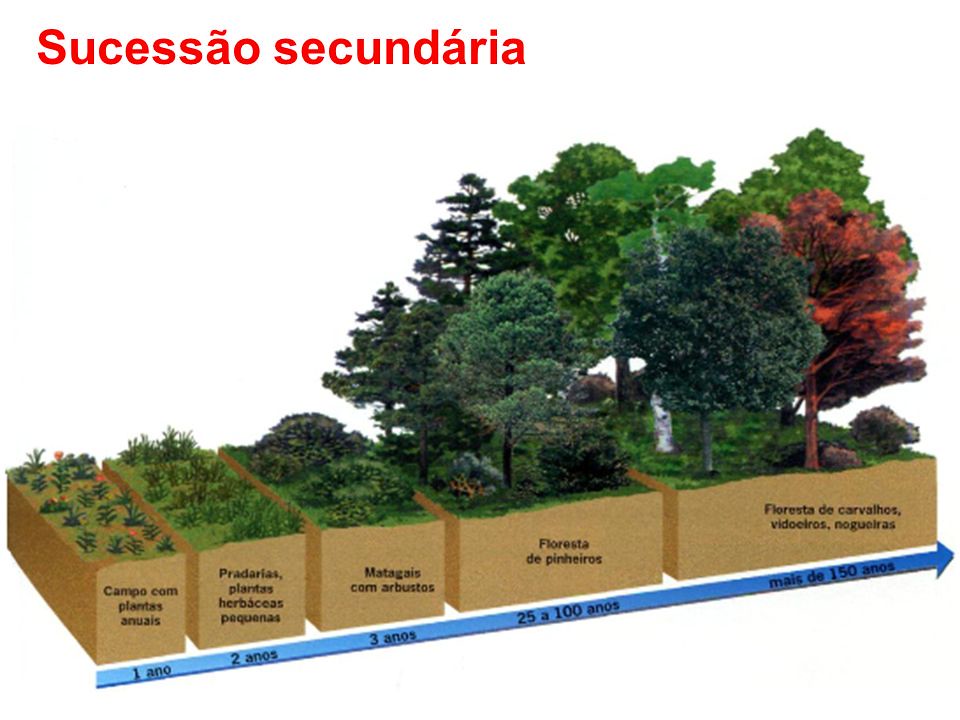 Sucessão secundária
Campo com
plantas
anuais
Pradarias,
plantas
herbáceas
pequenas
Matagais
com arbustos
Floresta
de pinheiros
Floresta de carvalhos,
vidoeiros, nogueiras
1 ano
2 anos
3 anos
25 a 100 anos
mais de 150 anos